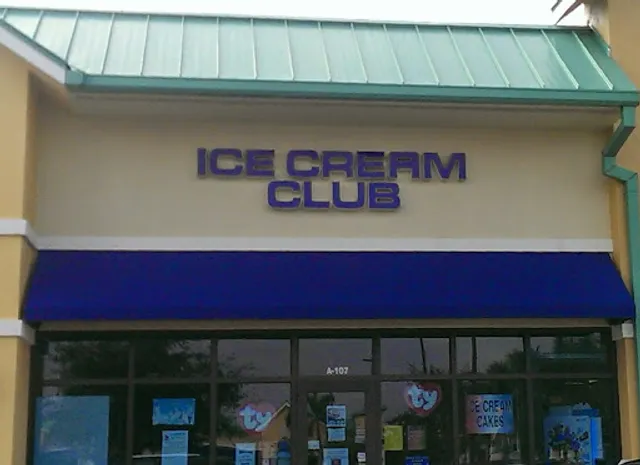 ICE CREAM
CLUB
A-107
ty
ty
ICE CREAM
CAKES